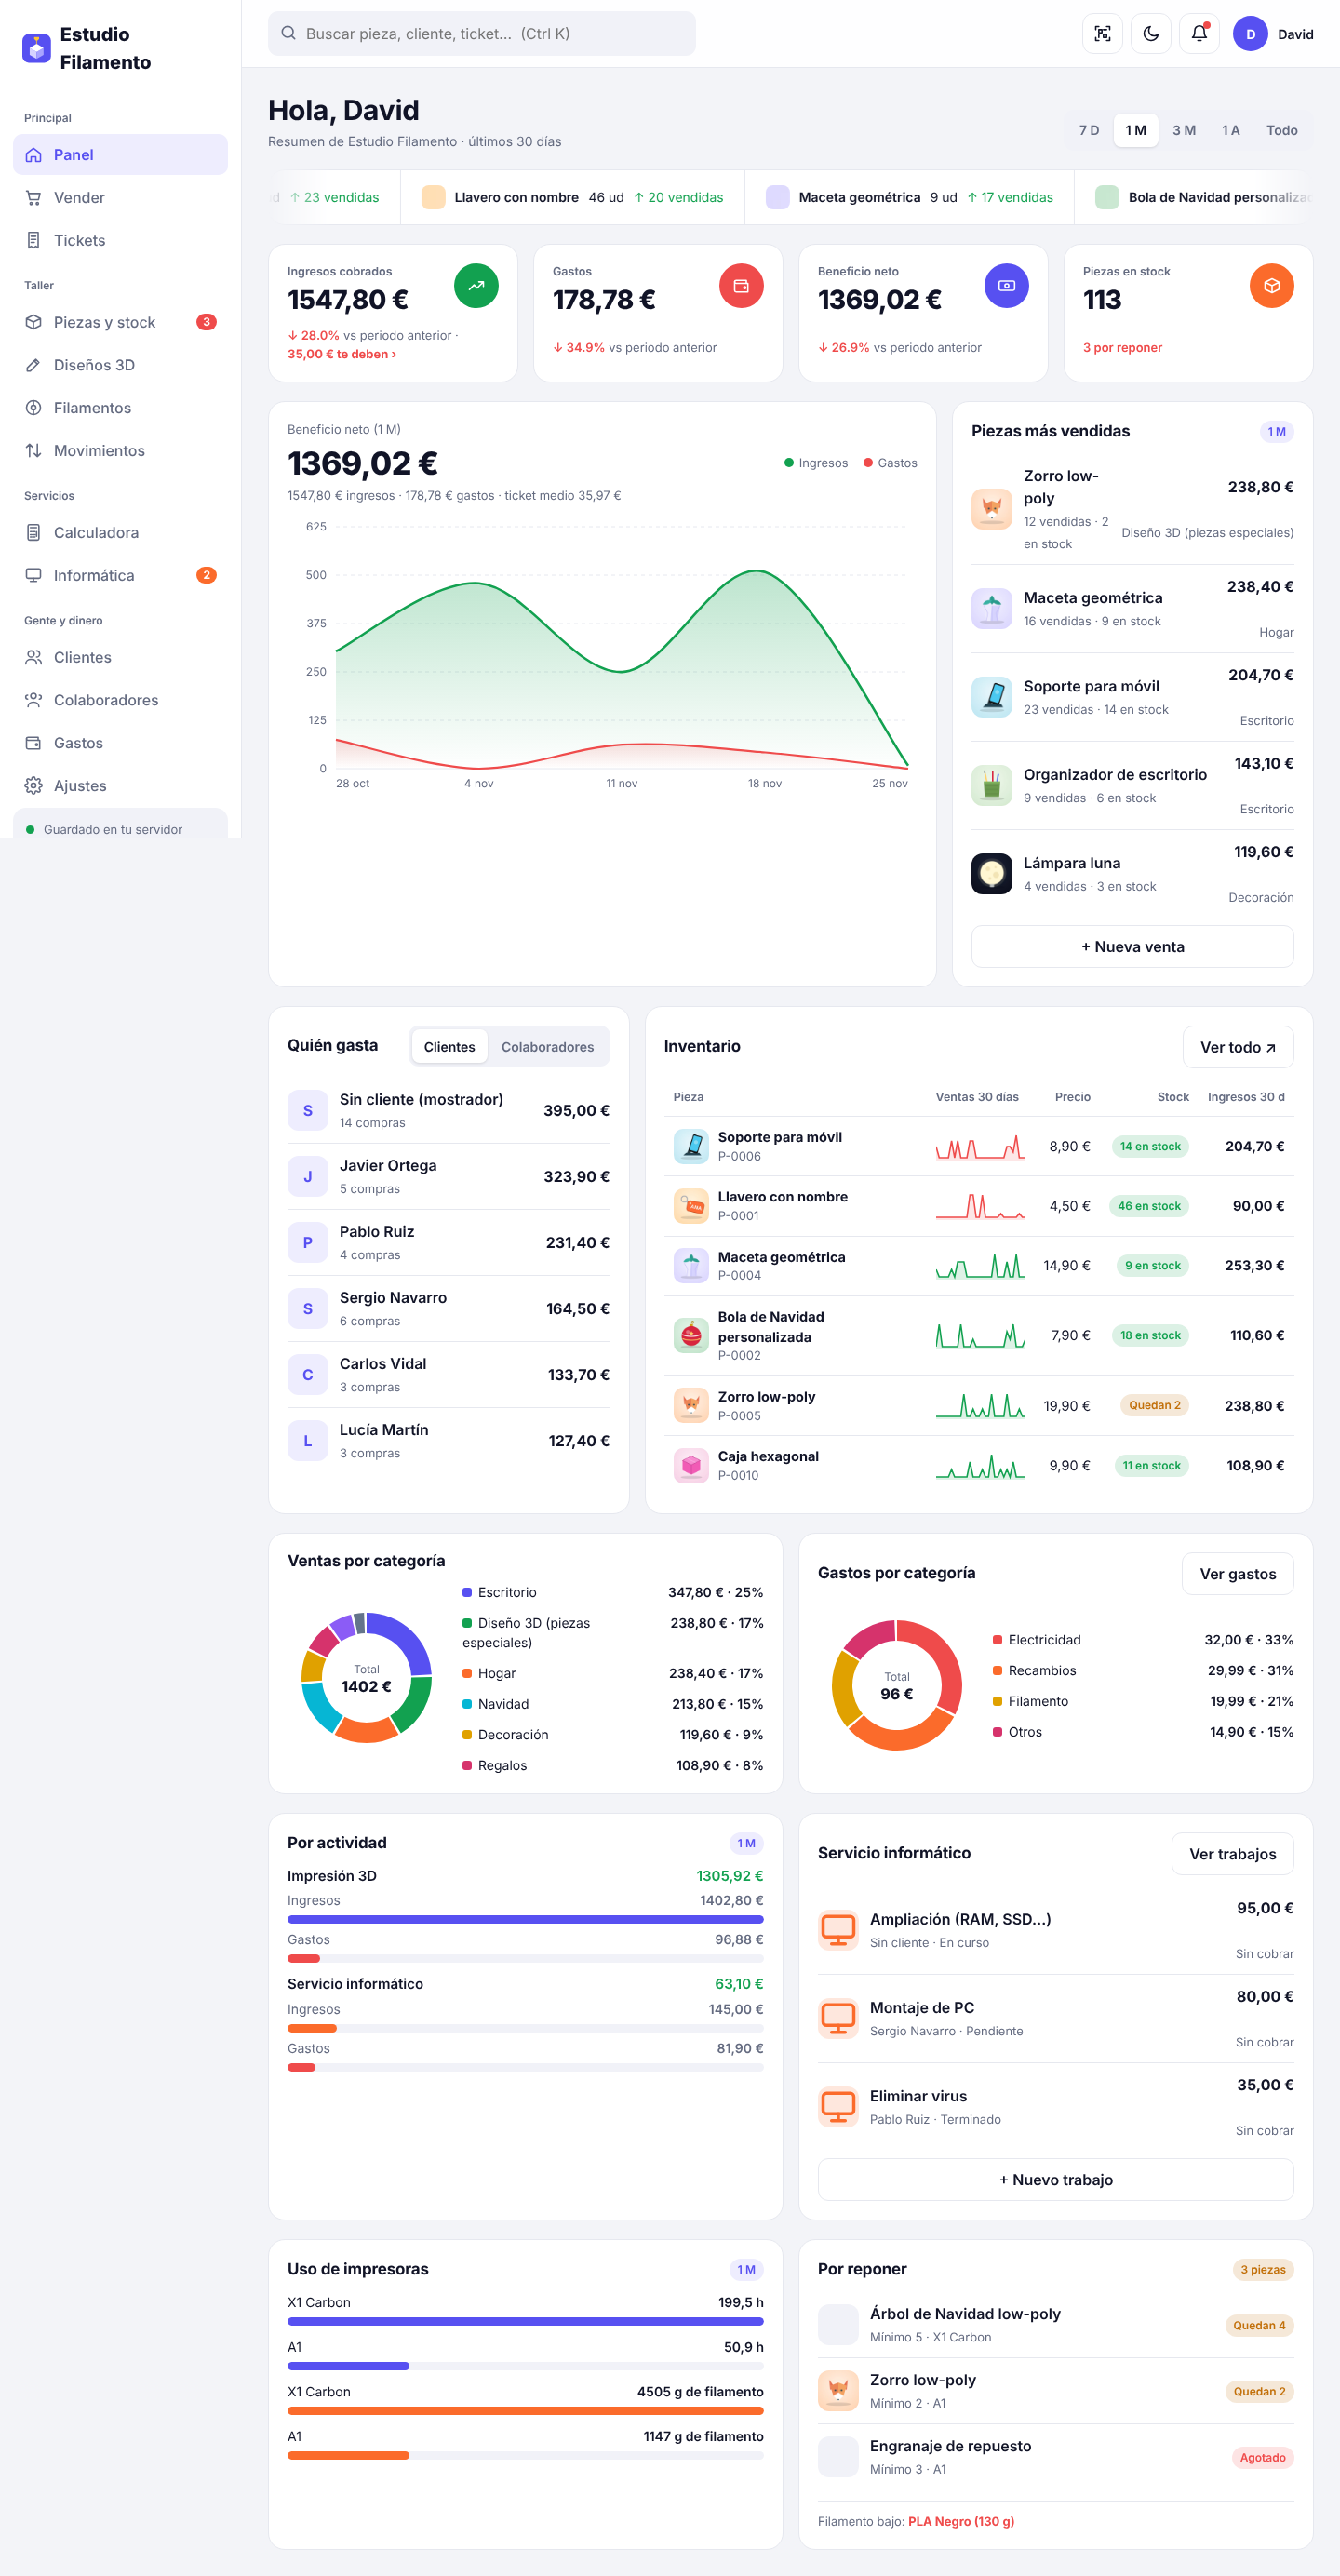 Estudio
Filamento
Principal
Panel
Vender
Tickets
Taller
Piezas y stock 3
Diseños 3D
Filamentos
Movimientos
Servicios
Calculadora
Informática 2
Gente y dinero
Clientes
Colaboradores
Gastos
Ajustes
Guardado en tu servidor
Buscar pieza, cliente, ticket... (Ctrl K)
D David
Hola, David
Resumen de Estudio Filamento · últimos 30 días
7 D 1 M 3 M 1 A Todo
d ↑ 23 vendidas Llavero con nombre 46 ud ↑ 20 vendidas Maceta geométrica 9 ud ↑ 17 vendidas Bola de Navidad personalizad
Ingresos cobrados
1547,80 €
↓ 28.0% vs periodo anterior ·
35,00 € te deben ›
Gastos
178,78 €
↓ 34.9% vs periodo anterior
Beneficio neto
1369,02 €
↓ 26.9% vs periodo anterior
Piezas en stock
113
3 por reponer
Beneficio neto (1 M)
1369,02 €
Ingresos Gastos
1547,80 € ingresos · 178,78 € gastos · ticket medio 35,97 €
625
500
375
250
125
0
28 oct 4 nov 11 nov 18 nov 25 nov
Piezas más vendidas 1 M
Zorro low-
poly
238,80 €
12 vendidas · 2
en stock
Diseño 3D (piezas especiales)
Maceta geométrica 238,40 €
16 vendidas · 9 en stock Hogar
Soporte para móvil 204,70 €
23 vendidas · 14 en stock Escritorio
Organizador de escritorio 143,10 €
9 vendidas · 6 en stock Escritorio
Lámpara luna 119,60 €
4 vendidas · 3 en stock Decoración
+ Nueva venta
Quién gasta Clientes Colaboradores
S Sin cliente (mostrador) 395,00 €
14 compras
J Javier Ortega 323,90 €
5 compras
P Pablo Ruiz 231,40 €
4 compras
S Sergio Navarro 164,50 €
6 compras
C Carlos Vidal 133,70 €
3 compras
L Lucía Martín 127,40 €
3 compras
Inventario Ver todo ↗
Pieza Ventas 30 días Precio Stock Ingresos 30 d
Soporte para móvil 8,90 € 14 en stock 204,70 €
P-0006
Llavero con nombre 4,50 € 46 en stock 90,00 €
P-0001
Maceta geométrica 14,90 € 9 en stock 253,30 €
P-0004
Bola de Navidad
personalizada 7,90 € 18 en stock 110,60 €
P-0002
Zorro low-poly 19,90 € Quedan 2 238,80 €
P-0005
Caja hexagonal 9,90 € 11 en stock 108,90 €
P-0010
Ventas por categoría
Total
1402 €
Escritorio 347,80 € · 25%
Diseño 3D (piezas
especiales) 238,80 € · 17%
Hogar 238,40 € · 17%
Navidad 213,80 € · 15%
Decoración 119,60 € · 9%
Regalos 108,90 € · 8%
Gastos por categoría Ver gastos
Total
96 €
Electricidad 32,00 € · 33%
Recambios 29,99 € · 31%
Filamento 19,99 € · 21%
Otros 14,90 € · 15%
Por actividad 1 M
Impresión 3D 1305,92 €
Ingresos 1402,80 €
Gastos 96,88 €
Servicio informático 63,10 €
Ingresos 145,00 €
Gastos 81,90 €
Servicio informático Ver trabajos
Ampliación (RAM, SSD...) 95,00 €
Sin cliente · En curso Sin cobrar
Montaje de PC 80,00 €
Sergio Navarro · Pendiente Sin cobrar
Eliminar virus 35,00 €
Pablo Ruiz · Terminado Sin cobrar
+ Nuevo trabajo
Uso de impresoras 1 M
X1 Carbon 199,5 h
A1 50,9 h
X1 Carbon 4505 g de filamento
A1 1147 g de filamento
Por reponer 3 piezas
Árbol de Navidad low-poly Quedan 4
Mínimo 5 · X1 Carbon
Zorro low-poly Quedan 2
Mínimo 2 · A1
Engranaje de repuesto Agotado
Mínimo 3 · A1
Filamento bajo: PLA Negro (130 g)